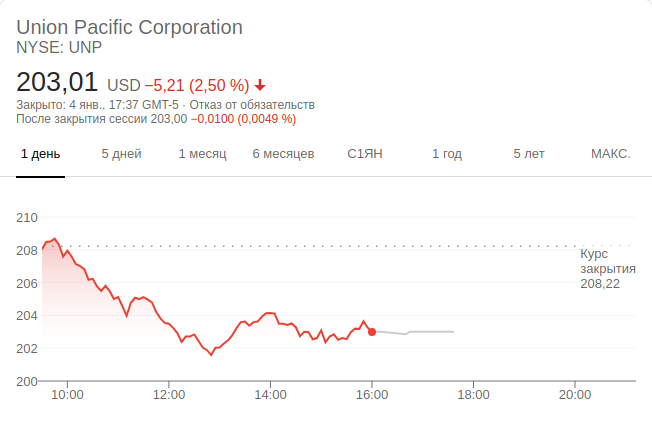 Union Pacific Corporation
NYSE: UNP
203,01 USD −5,21 (2,50 %)
Закрыто: 4 янв., 17:37 GMT-5 · Отказ от обязательств
После закрытия сессии 203,00 −0,0100 (0,0049 %)
1 день 5 дней 1 месяц 6 месяцев С1ЯН 1 год 5 лет МАКС.
210
208
206
204
202
200
Курс
закрытия
208,22
10:00 12:00 14:00 16:00 18:00 20:00